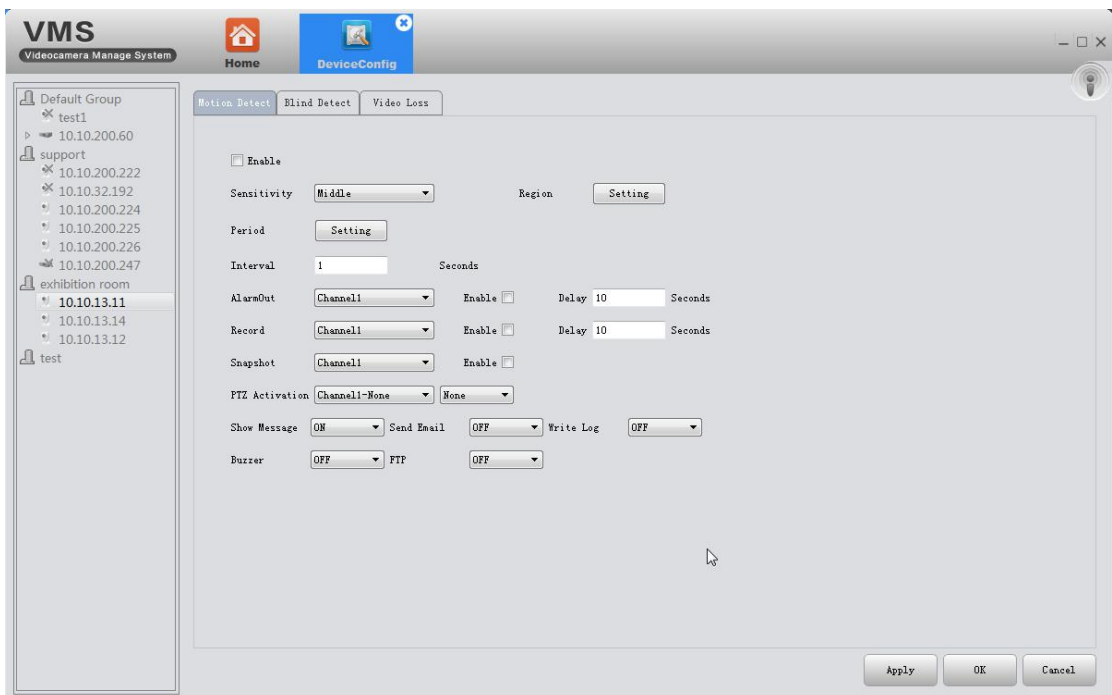 VMS
Videocamera Manage System
Home
DeviceConfig
Default Group
test1
10.10.200.60
support
10.10.200.222
10.10.32.192
10.10.200.224
10.10.200.225
10.10.200.226
10.10.200.247
exhibition room
10.10.13.11
10.10.13.14
10.10.13.12
test
Motion Detect Blind Detect Video Loss
Enable
Sensitivity Middle Region Setting
Period Setting
Interval 1 Seconds
AlarmOut Channel1 Enable Delay 10 Seconds
Record Channel1 Enable Delay 10 Seconds
Snapshot Channel1 Enable
PTZ Activation Channel1-None None
Show Message ON Send Email OFF Write Log OFF
Buzzer OFF FTP OFF
Apply OK Cancel